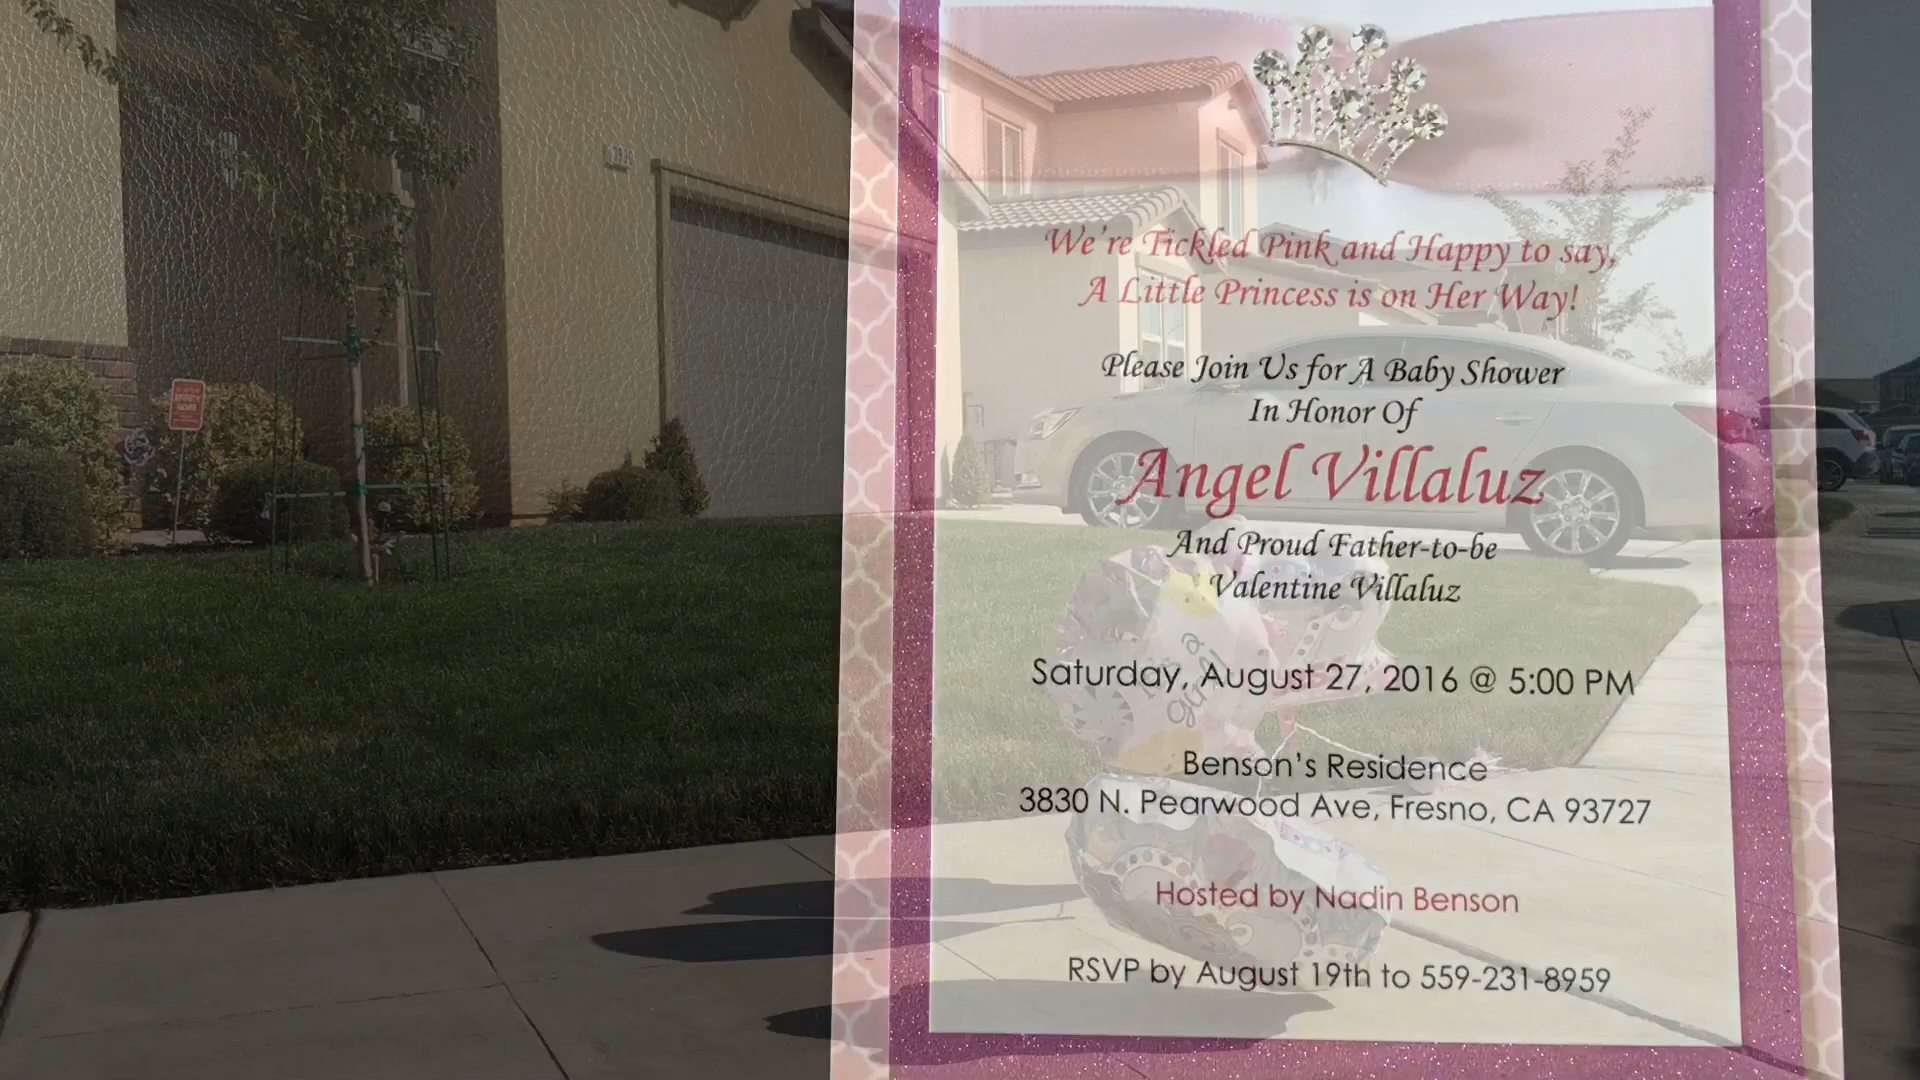 We're Tickled Pink and Happy to say,
A Little Princess is on Her Way!
Please Join Us for A Baby Shower
In Honor Of
Angel Villaluz
And Proud Father-to-be
Valentine Villaluz
It's a
girl
Saturday, August 27, 2016 @ 5:00 PM
Benson's Residence
3830 N. Pearwood Ave, Fresno, CA 93727
Hosted by Nadin Benson
RSVP by August 19th to 559-231-8959